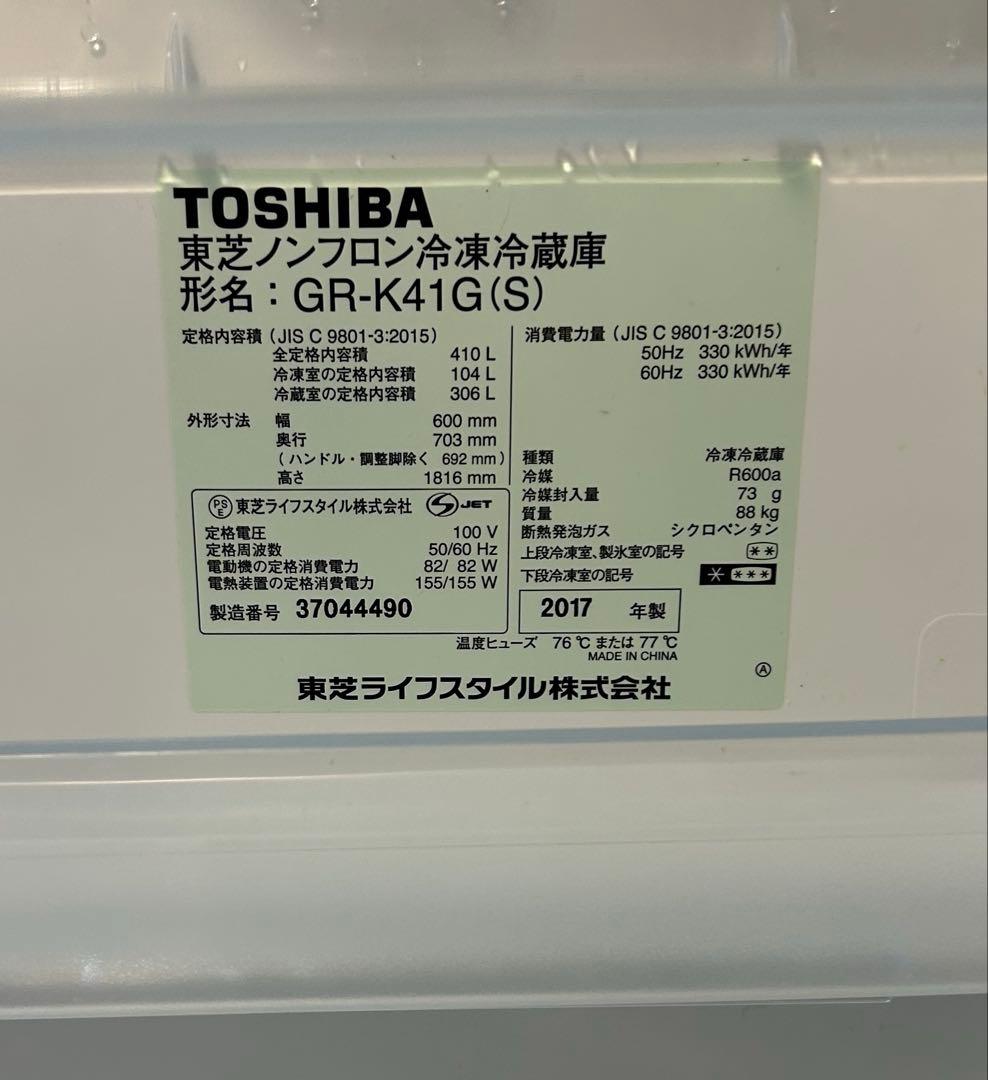 TOSHIBA
東芝ノンフロン冷凍冷蔵庫
形名：GR-K41G(S)
定格内容積（JIS C 9801-3:2015）
全定格内容積 410 L
冷凍室の定格内容積 104 L
冷蔵室の定格内容積 306 L
外形寸法 幅 600 mm
奥行 703 mm
（ハンドル・調整脚除く 692 mm）
高さ 1816 mm
PSE 東芝ライフスタイル株式会社 JET
定格電圧 100 V
定格周波数 50/60 Hz
電動機の定格消費電力 82/ 82 W
電熱装置の定格消費電力 155/155 W
製造番号 37044490
消費電力量（JIS C 9801-3:2015）
50Hz 330 kWh/年
60Hz 330 kWh/年
種類 冷凍冷蔵庫
冷媒 R600a
冷媒封入量 73 g
質量 88 kg
断熱発泡ガス シクロペンタン
上段冷凍室、製氷室の記号 **
下段冷凍室の記号 * ***
2017 年製
温度ヒューズ 76 ℃ または 77 ℃
MADE IN CHINA
Ⓐ
東芝ライフスタイル株式会社